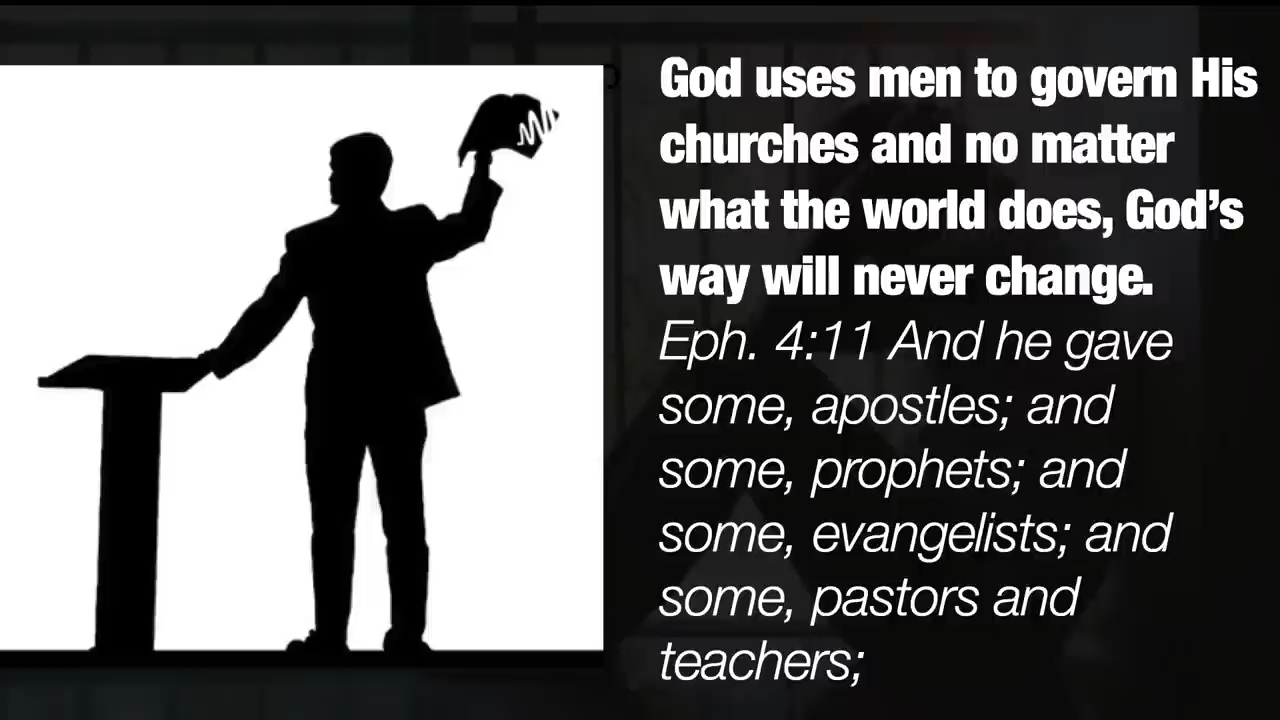 God uses men to govern His
churches and no matter
what the world does, God's
way will never change.
Eph. 4:11 And he gave
some, apostles; and
some, prophets; and
some, evangelists; and
some, pastors and
teachers;